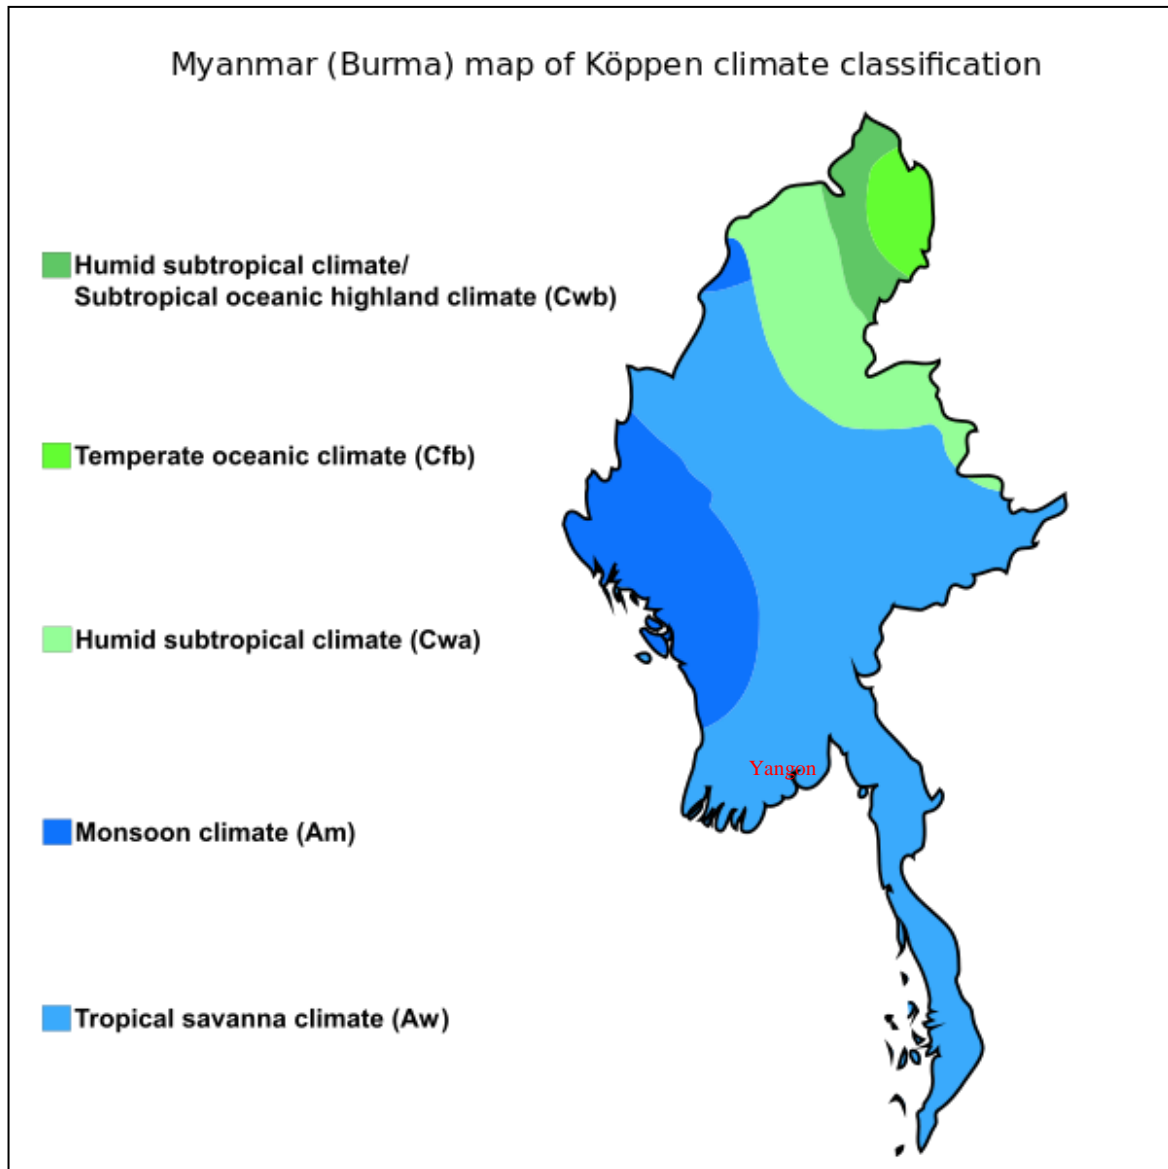 Myanmar (Burma) map of Köppen climate classification
Humid subtropical climate/
Subtropical oceanic highland climate (Cwb)
Temperate oceanic climate (Cfb)
Humid subtropical climate (Cwa)
Yangon
Monsoon climate (Am)
Tropical savanna climate (Aw)